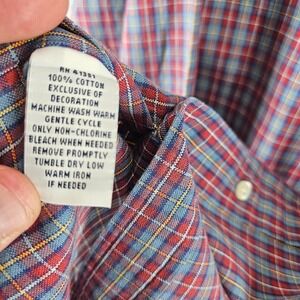 RN 41381
100% COTTON
EXCLUSIVE OF
DECORATION
MACHINE WASH WARM
GENTLE CYCLE
ONLY NON-CHLORINE
BLEACH WHEN NEEDED
REMOVE PROMPTLY
TUMBLE DRY LOW
WARM IRON
IF NEEDED